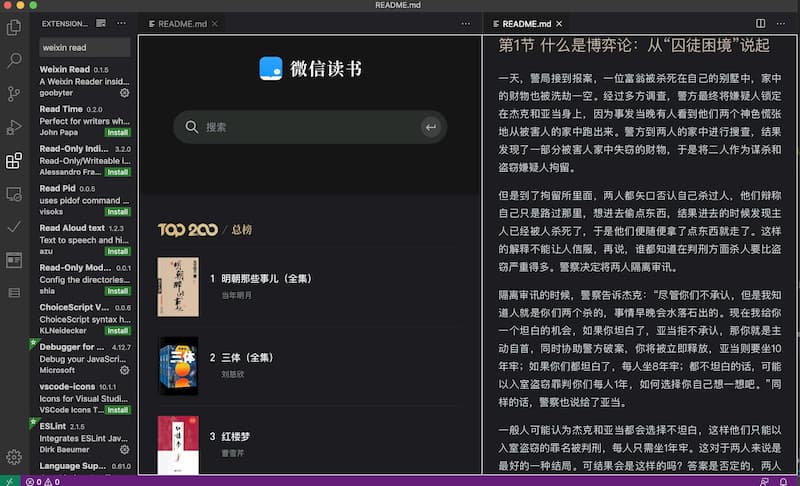 README.md
EXTENSION...
weixin read
Weixin Read 0.1.5
A Weixin Reader insid...
goobyter
Read Time 0.2.0
Perfect for writers wh...
John Papa Install
Read-Only Indi... 3.2.0
Read-Only/Writeable i...
Alessandro Fra... Install
Read Pid 0.0.5
uses pidof command ...
visoks Install
Read Aloud text 1.2.3
Text to speech and hi...
azu Install
Read-Only Mod... 0.0.1
Config the directories...
shia Install
ChoiceScript V... 0.0.6
ChoiceScript syntax h...
KLNeidecker Install
Debugger for ... 4.12.7
Debug your JavaScrip...
Microsoft
vscode-icons 10.1.1
Icons for Visual Studi...
VSCode Icons T... Install
ESLint 2.1.5
Integrates ESLint Jav...
Dirk Baeumer
Language Sup... 0.61.0
0 0
README.md
微信读书
搜索
TOP 200 / 总榜
1 明朝那些事儿（全集）
当年明月
2 三体（全集）
刘慈欣
3 红楼梦
曹雪芹
README.md
第1节 什么是博弈论：从“囚徒困境”说起
一天，警局接到报案，一位富翁被杀死在自己的别墅中，家中
的财物也被洗劫一空。经过多方调查，警方最终将嫌疑人锁定
在杰克和亚当身上，因为事发当晚有人看到他们两个神色慌张
地从被害人的家中跑出来。警方到两人的家中进行搜查，结果
发现了一部分被害人家中失窃的财物，于是将二人作为谋杀和
盗窃嫌疑人拘留。
但是到了拘留所里面，两人都矢口否认自己杀过人，他们辩称
自己只是路过那里，想进去偷点东西，结果进去的时候发现主
人已经被人杀死了，于是他们便随便拿了点东西就走了。这样
的解释不能让人信服，再说，谁都知道在判刑方面杀人要比盗
窃严重得多。警察决定将两人隔离审讯。
隔离审讯的时候，警察告诉杰克：“尽管你们不承认，但是我知
道人就是你们两个杀的，事情早晚会水落石出的。现在我给你
一个坦白的机会，如果你坦白了，亚当拒不承认，那你就是主
动自首，同时协助警方破案，你将被立即释放，亚当则要坐10
年牢；如果你们都坦白了，每人坐8年牢；都不坦白的话，可能
以入室盗窃罪判你们每人1年，如何选择你自己想一想吧。”同
样的话，警察也说给了亚当。
一般人可能认为杰克和亚当都会选择不坦白，这样他们只能以
入室盗窃的罪名被判刑，每人只需坐1年牢。这对于两人来说是
最好的一种结局。可结果会是这样的吗？答案是否定的，两人